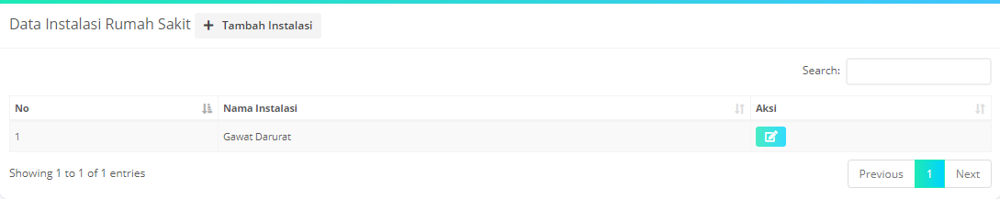 Data Instalasi Rumah Sakit + Tambah Instalasi
Search:
No Nama Instalasi Aksi
1 Gawat Darurat
Showing 1 to 1 of 1 entries Previous 1 Next